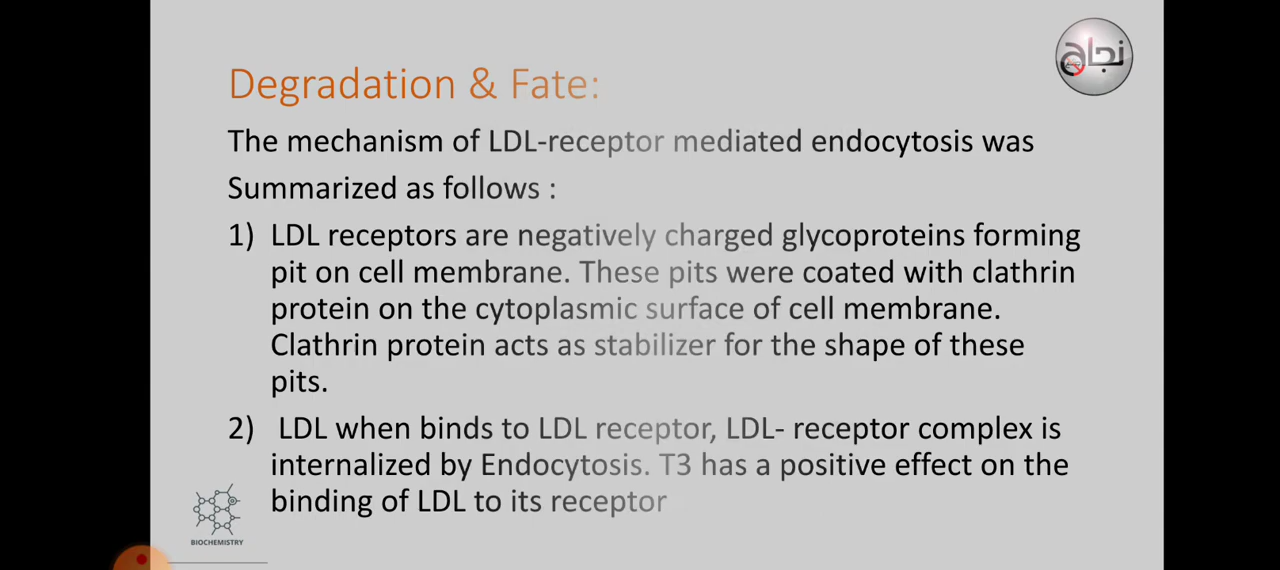 نجاح
Degradation & Fate:
The mechanism of LDL-receptor mediated endocytosis was
Summarized as follows :
1) LDL receptors are negatively charged glycoproteins forming
pit on cell membrane. These pits were coated with clathrin
protein on the cytoplasmic surface of cell membrane.
Clathrin protein acts as stabilizer for the shape of these
pits.
2) LDL when binds to LDL receptor, LDL- receptor complex is
internalized by Endocytosis. T3 has a positive effect on the
binding of LDL to its receptor
BIOCHEMISTRY